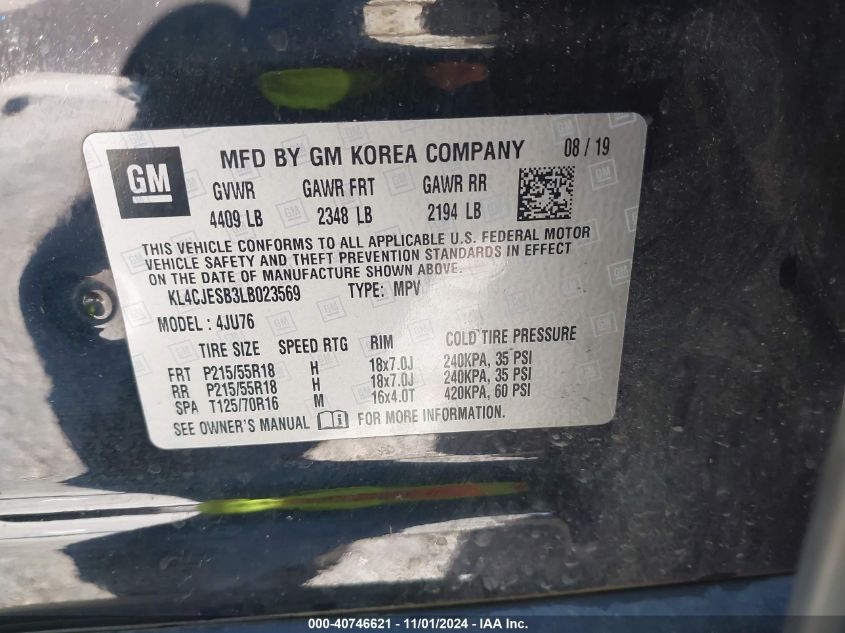 GM MFD BY GM KOREA COMPANY 08 / 19
GVWR GAWR FRT GAWR RR
4409 LB 2348 LB 2194 LB
THIS VEHICLE CONFORMS TO ALL APPLICABLE U.S. FEDERAL MOTOR
VEHICLE SAFETY AND THEFT PREVENTION STANDARDS IN EFFECT
ON THE DATE OF MANUFACTURE SHOWN ABOVE.
KL4CJESB3LB023569 TYPE: MPV
MODEL : 4JU76
TIRE SIZE SPEED RTG RIM COLD TIRE PRESSURE
FRT P215/55R18 H 18x7.0J 240KPA, 35 PSI
RR P215/55R18 H 18x7.0J 240KPA, 35 PSI
SPA T125/70R16 M 16x4.0T 420KPA, 60 PSI
SEE OWNER'S MANUAL FOR MORE INFORMATION.
000-40746621 - 11/01/2024 - IAA Inc.